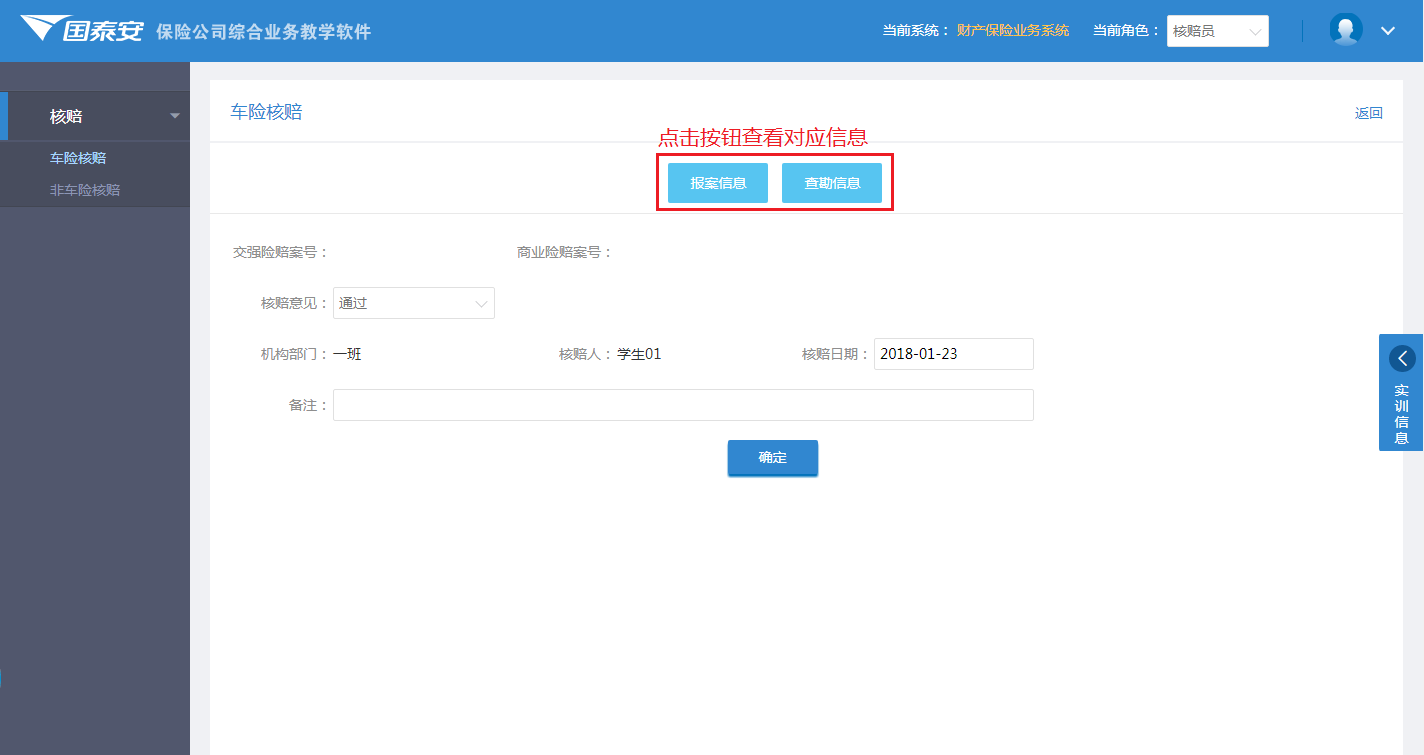 国泰安 保险公司综合业务教学软件 当前系统： 财产保险业务系统 当前角色： 核赔员
核赔
车险核赔
非车险核赔
车险核赔 返回
点击按钮查看对应信息
报案信息 查勘信息
交强险赔案号： 商业险赔案号：
核赔意见： 通过
机构部门： 一班 核赔人： 学生01 核赔日期： 2018-01-23
备注：
确定
实训信息